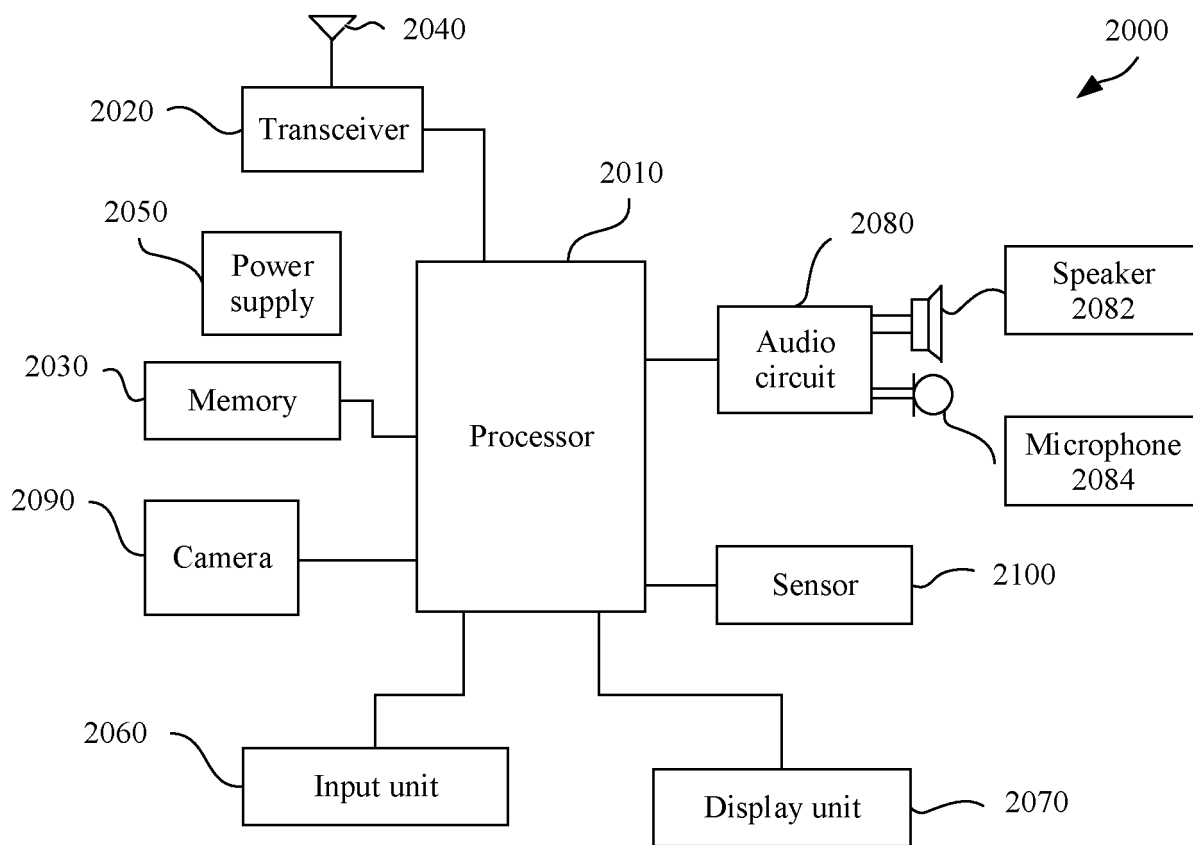 2040
2000
2020
Transceiver
2010
2050
2080
Power
supply
Speaker
2082
2030
Audio
circuit
Memory
Processor
Microphone
2084
2090
Camera
Sensor
2100
2060
Input unit
Display unit
2070